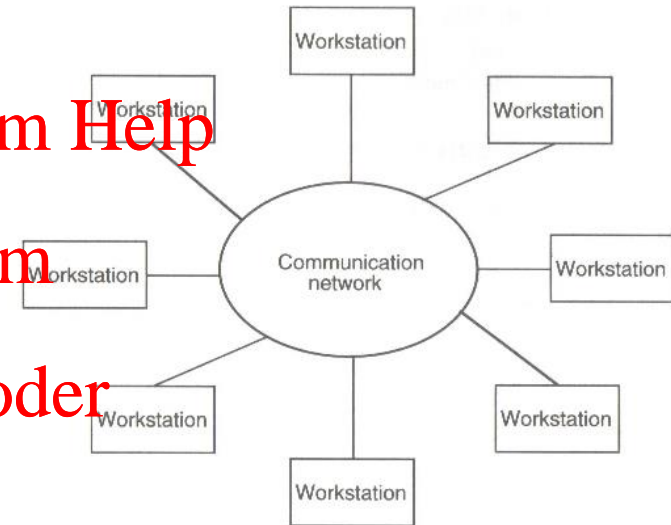 Workstation
Workstation
Workstation
m Help
Communication
network
Workstation
Workstation
m
Workstation
Workstation
oder
Workstation